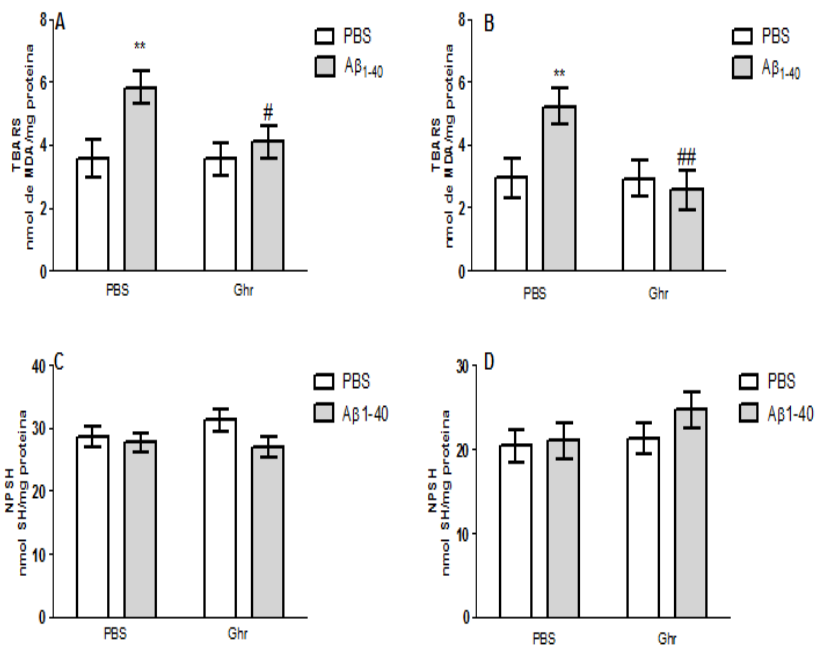 A
8
6
4
2
0
TBARS
nmol de MDA/mg proteina
**
#
PBS
Ghr
PBS
Aβ1-40
B
8
6
4
2
0
TBARS
nmol de MDA/mg proteina
**
##
PBS
Ghr
PBS
Aβ1-40
C
40
30
20
10
0
NPSH
nmol SH/mg proteina
PBS
Ghr
PBS
Aβ1-40
D
30
20
10
0
NPSH
nmol SH/mg proteina
PBS
Ghr
PBS
Aβ1-40